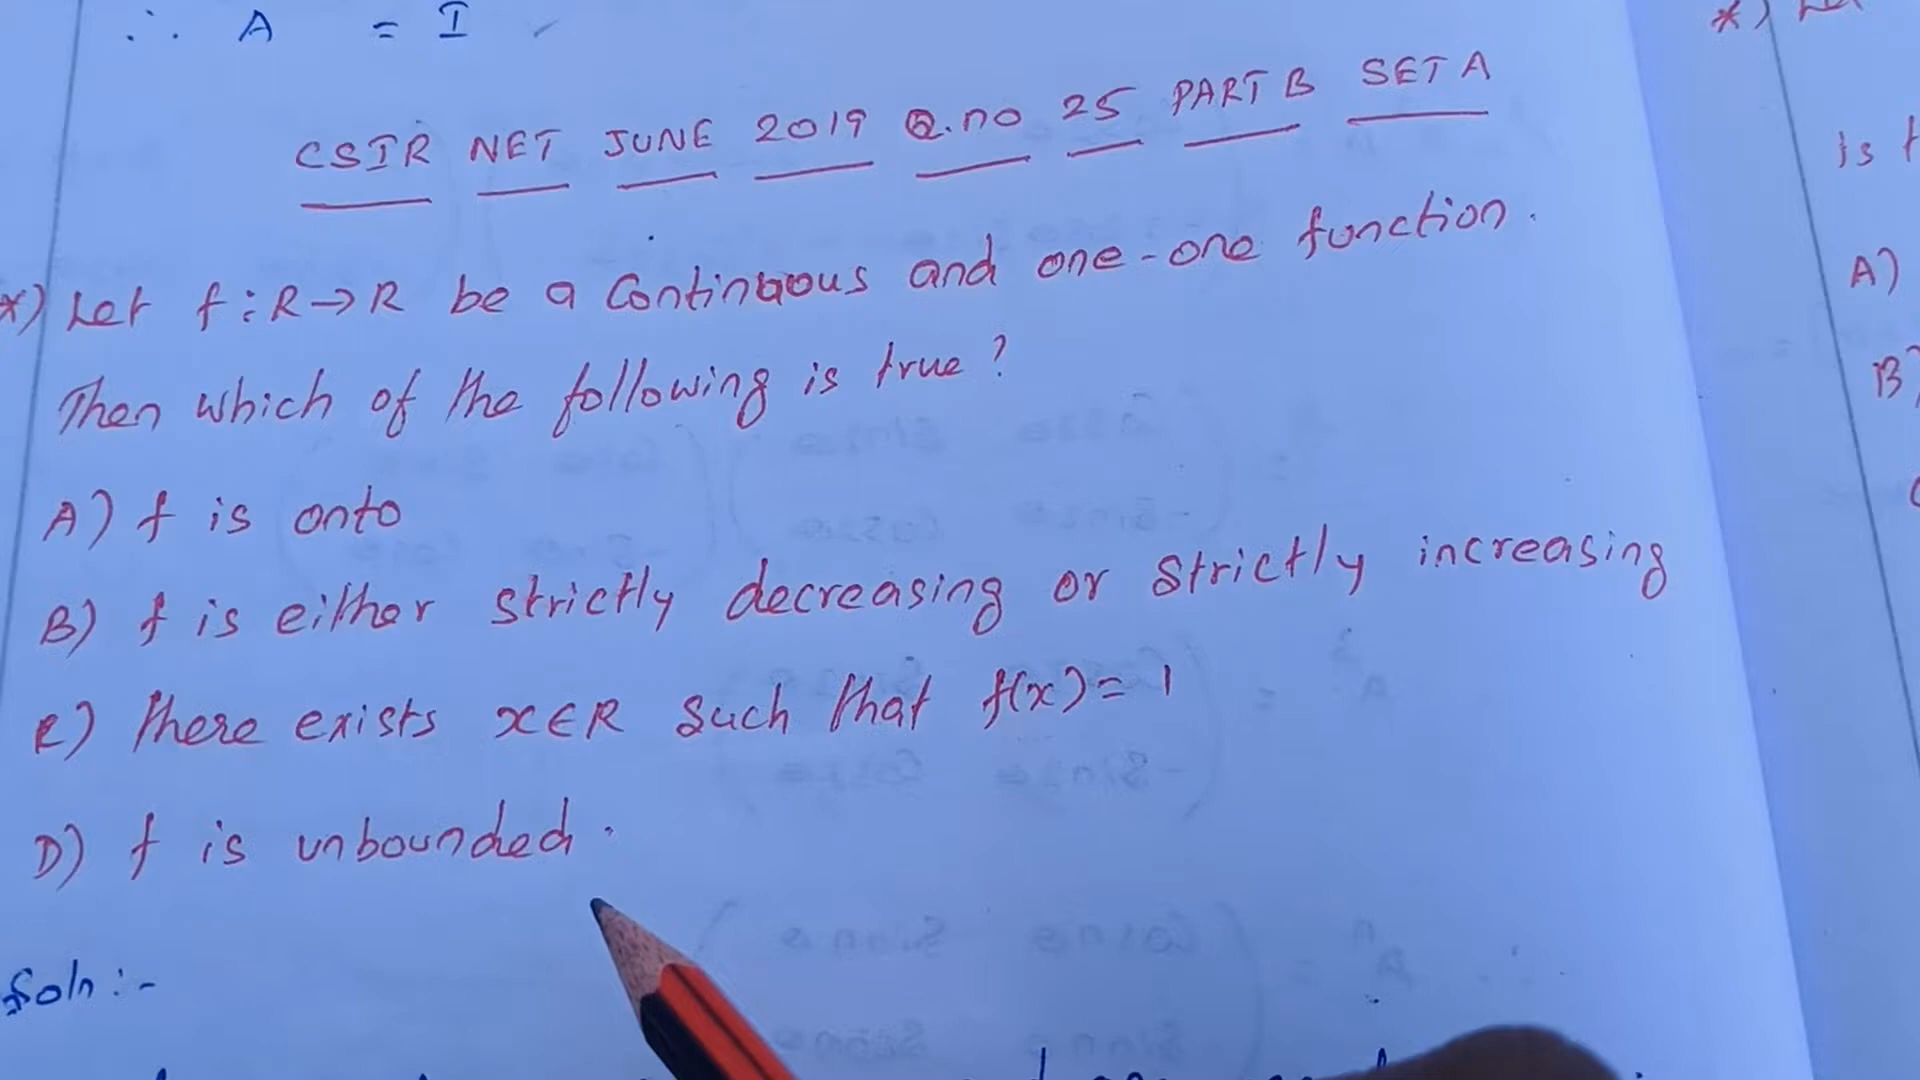 ∴ A = I
CSIR NET JUNE 2019 Q.no 25 PART B SET A
*) Let f : R → R be a continuous and one-one function.
Then which of the following is true?
A) f is onto
B) f is either strictly decreasing or strictly increasing
C) there exists x ∈ R such that f(x) = 1
D) f is unbounded.
Soln :-
*)
is
A)
B)